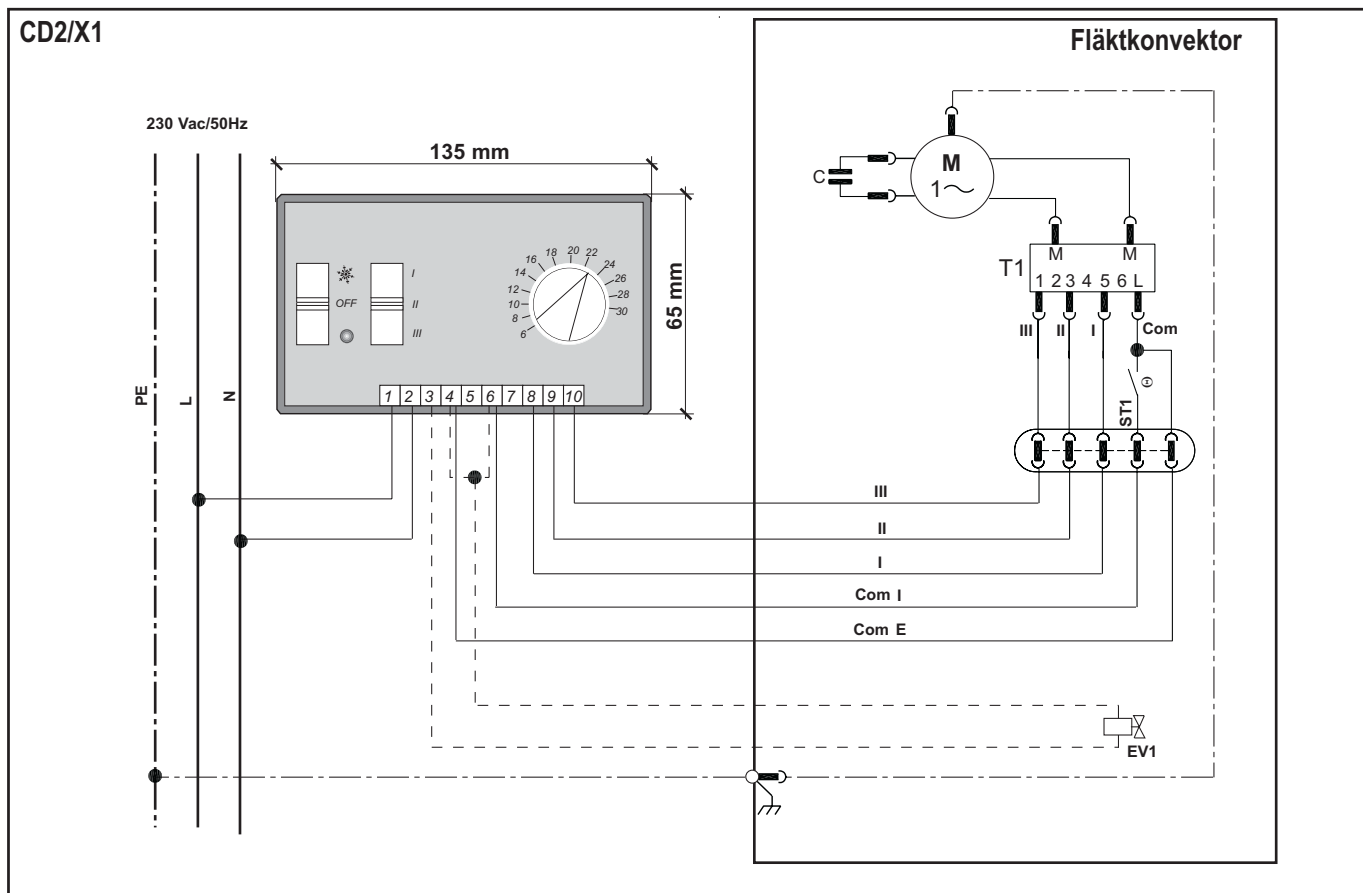 CD2/X1
Fläktkonvektor
230 Vac/50Hz
135 mm
65 mm
M
1
C
18 20 22
16 24
14 26
12 28
10 30
8
6
OFF
I
II
III
M M
T1
1 2 3 4 5 6 L
III II I Com
Θ
ST1
PE
L
N
1 2 3 4 5 6 7 8 9 10
III
II
I
Com I
Com E
EV1